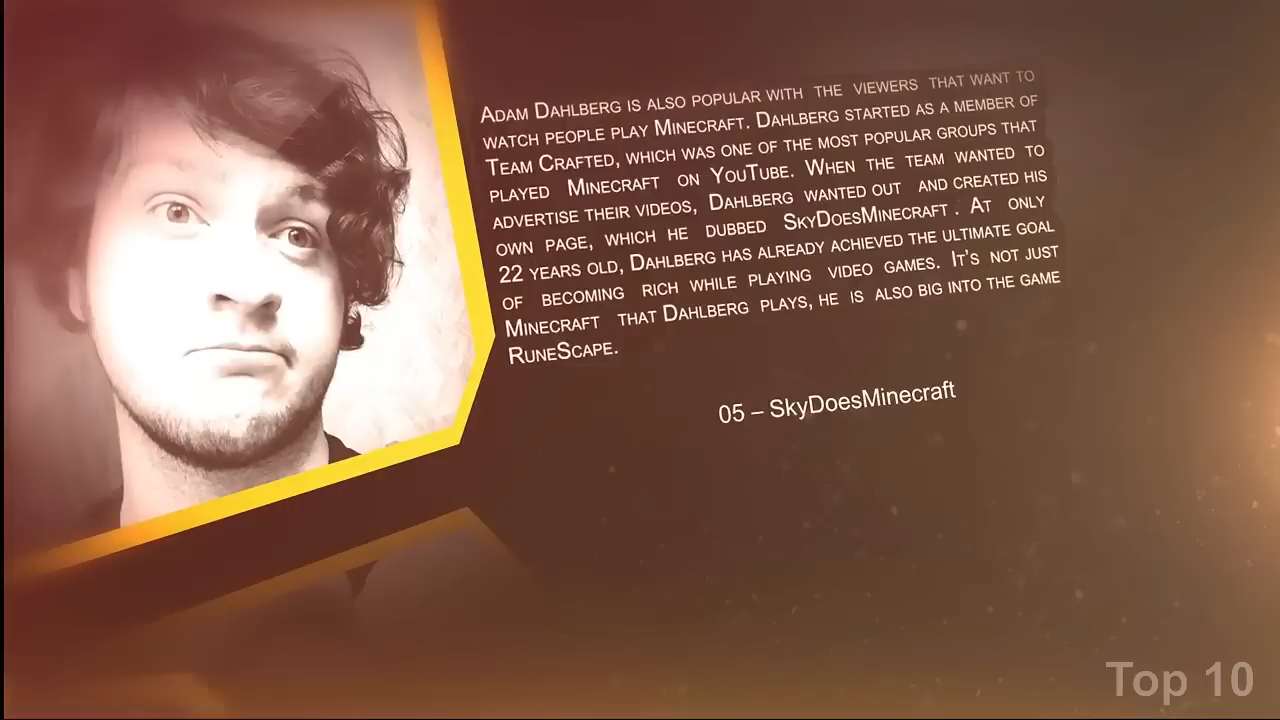 Adam Dahlberg is also popular with the viewers that want to
watch people play Minecraft. Dahlberg started as a member of
Team Crafted, which was one of the most popular groups that
played Minecraft on YouTube. When the team wanted to
advertise their videos, Dahlberg wanted out and created his
own page, which he dubbed SkyDoesMinecraft . At only
22 years old, Dahlberg has already achieved the ultimate goal
of becoming rich while playing video games. It's not just
Minecraft that Dahlberg plays, he is also big into the game
RuneScape.
05 – SkyDoesMinecraft
Top 10